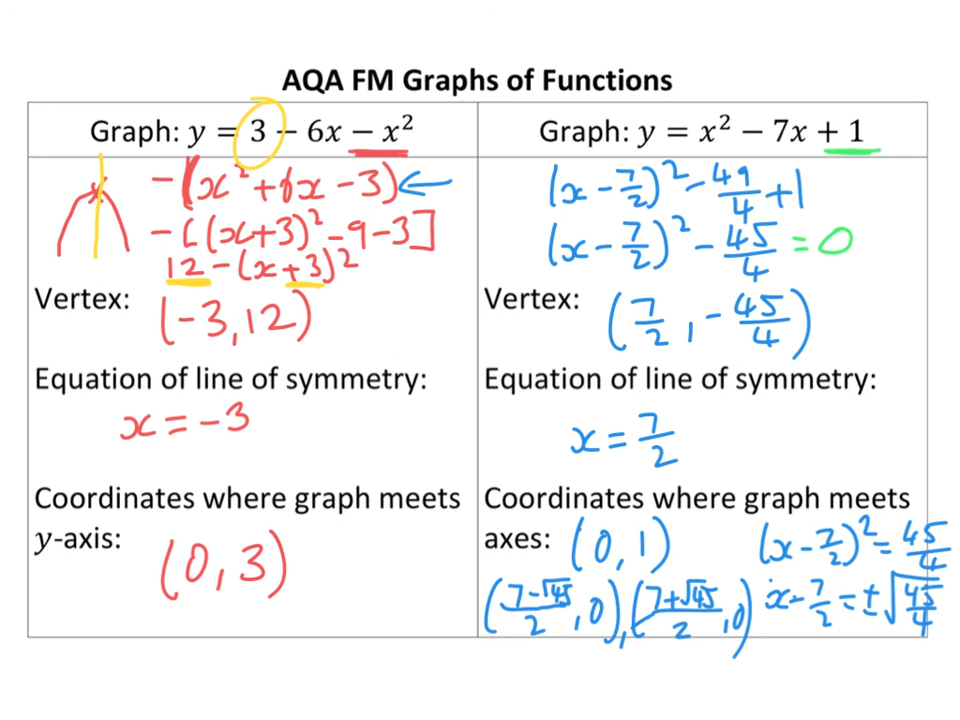 AQA FM Graphs of Functions
Graph: y = 3 − 6x − x²
−(x² + 6x − 3) ←
−[(x+3)² − 9 − 3]
12 − (x + 3)²
Vertex: (−3, 12)
Equation of line of symmetry:
x = −3
Coordinates where graph meets
y-axis: (0, 3)
Graph: y = x² − 7x + 1
(x − 7/2)² − 49/4 + 1
(x − 7/2)² − 45/4 = 0
Vertex: (7/2, −45/4)
Equation of line of symmetry:
x = 7/2
Coordinates where graph meets
axes: (0, 1) (x − 7/2)² = 45/4
((7−√45)/2, 0), ((7+√45)/2, 0) x − 7/2 = ±√(45/4)